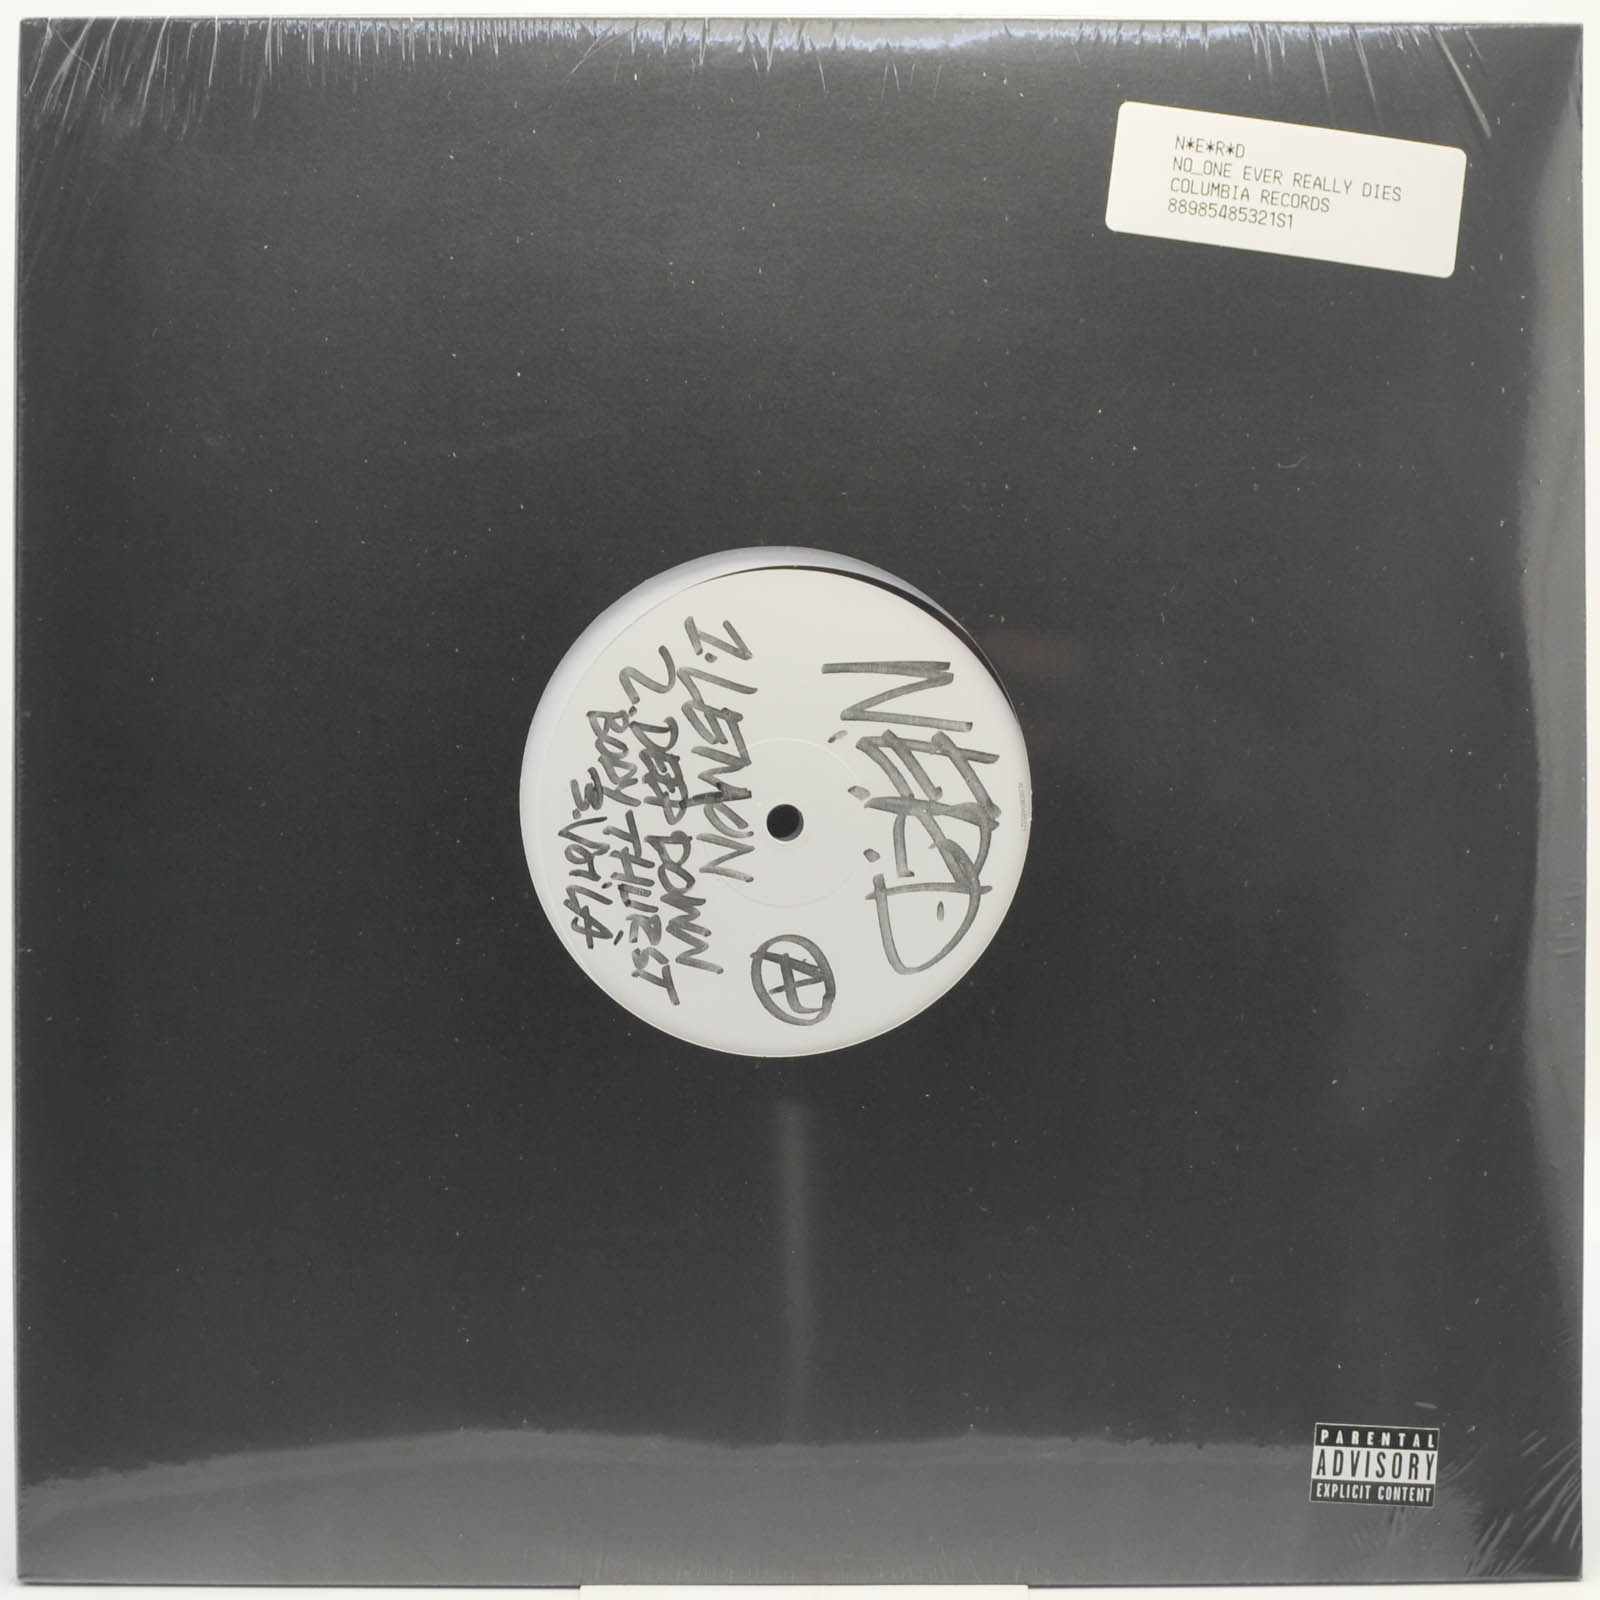 N*E*R*D
NO_ONE EVER REALLY DIES
COLUMBIA RECORDS
88985485321S1
N.E.R.D
1. LEMON
2. DEEP DOWN
BODY THURST
3. VOILÀ
A
PARENTAL
ADVISORY
EXPLICIT CONTENT